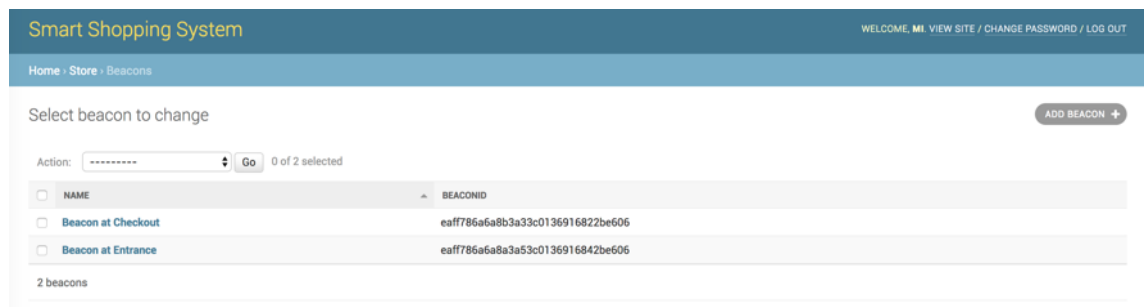 Smart Shopping System
WELCOME, MI. VIEW SITE / CHANGE PASSWORD / LOG OUT
Home › Store › Beacons
Select beacon to change
ADD BEACON +
Action: --------- Go 0 of 2 selected
NAME BEACONID
Beacon at Checkout eaff786a6a8b3a33c0136916822be606
Beacon at Entrance eaff786a6a8a3a53c0136916842be606
2 beacons